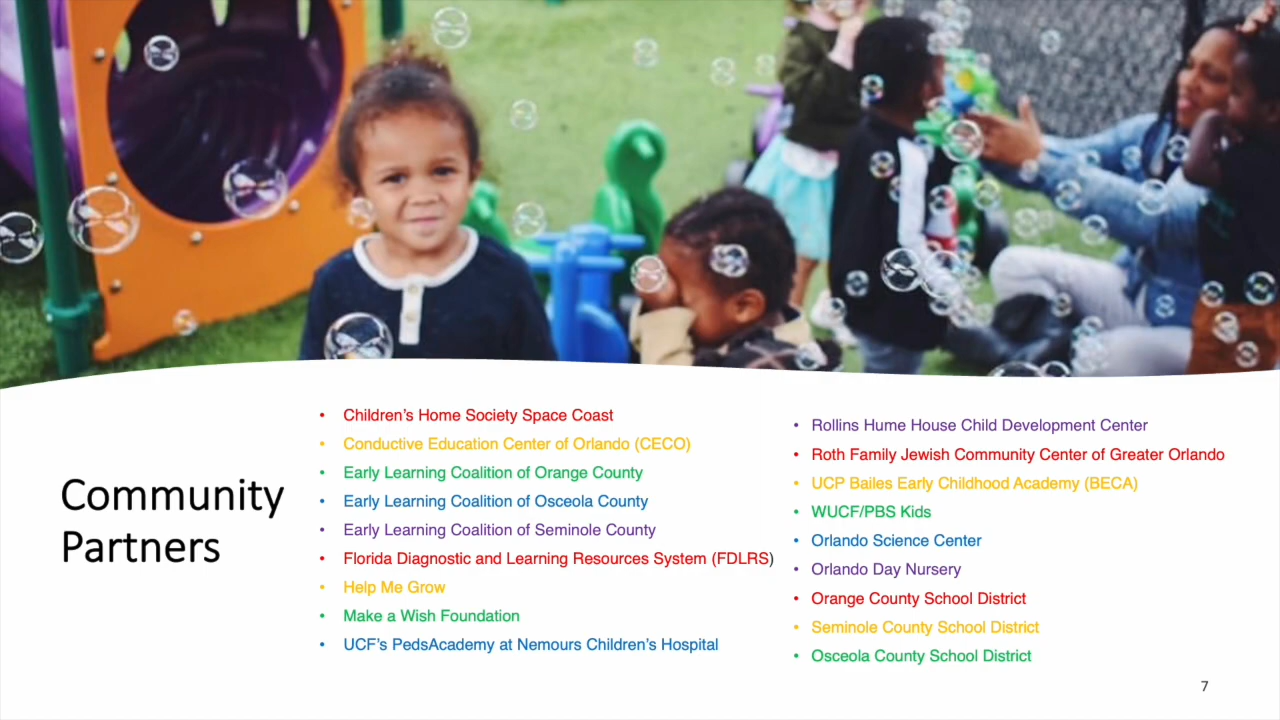 Community
Partners
• Children’s Home Society Space Coast
• Conductive Education Center of Orlando (CECO)
• Early Learning Coalition of Orange County
• Early Learning Coalition of Osceola County
• Early Learning Coalition of Seminole County
• Florida Diagnostic and Learning Resources System (FDLRS)
• Help Me Grow
• Make a Wish Foundation
• UCF’s PedsAcademy at Nemours Children’s Hospital
• Rollins Hume House Child Development Center
• Roth Family Jewish Community Center of Greater Orlando
• UCP Bailes Early Childhood Academy (BECA)
• WUCF/PBS Kids
• Orlando Science Center
• Orlando Day Nursery
• Orange County School District
• Seminole County School District
• Osceola County School District
7